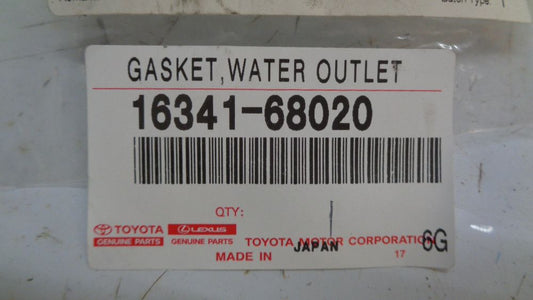 GASKET, WATER OUTLET
16341-68020
QTY:
TOYOTA LEXUS
GENUINE PARTS GENUINE PARTS TOYOTA MOTOR CORPORATION
MADE IN JAPAN 17 6G